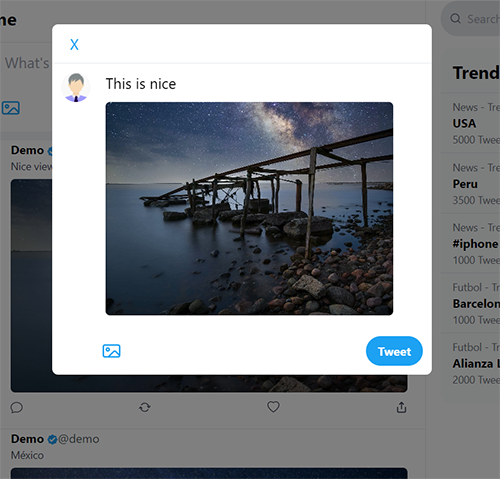 me
Search
X
What's
This is nice
Trend
News - Tre
USA
5000 Twee
News - Tre
Peru
3500 Twee
News - Tre
#iphone
1000 Twee
Futbol - Tr
Barcelon
1000 Twee
Futbol - Tr
Alianza L
2000 Twee
Demo
Nice view
Tweet
Demo @demo
México